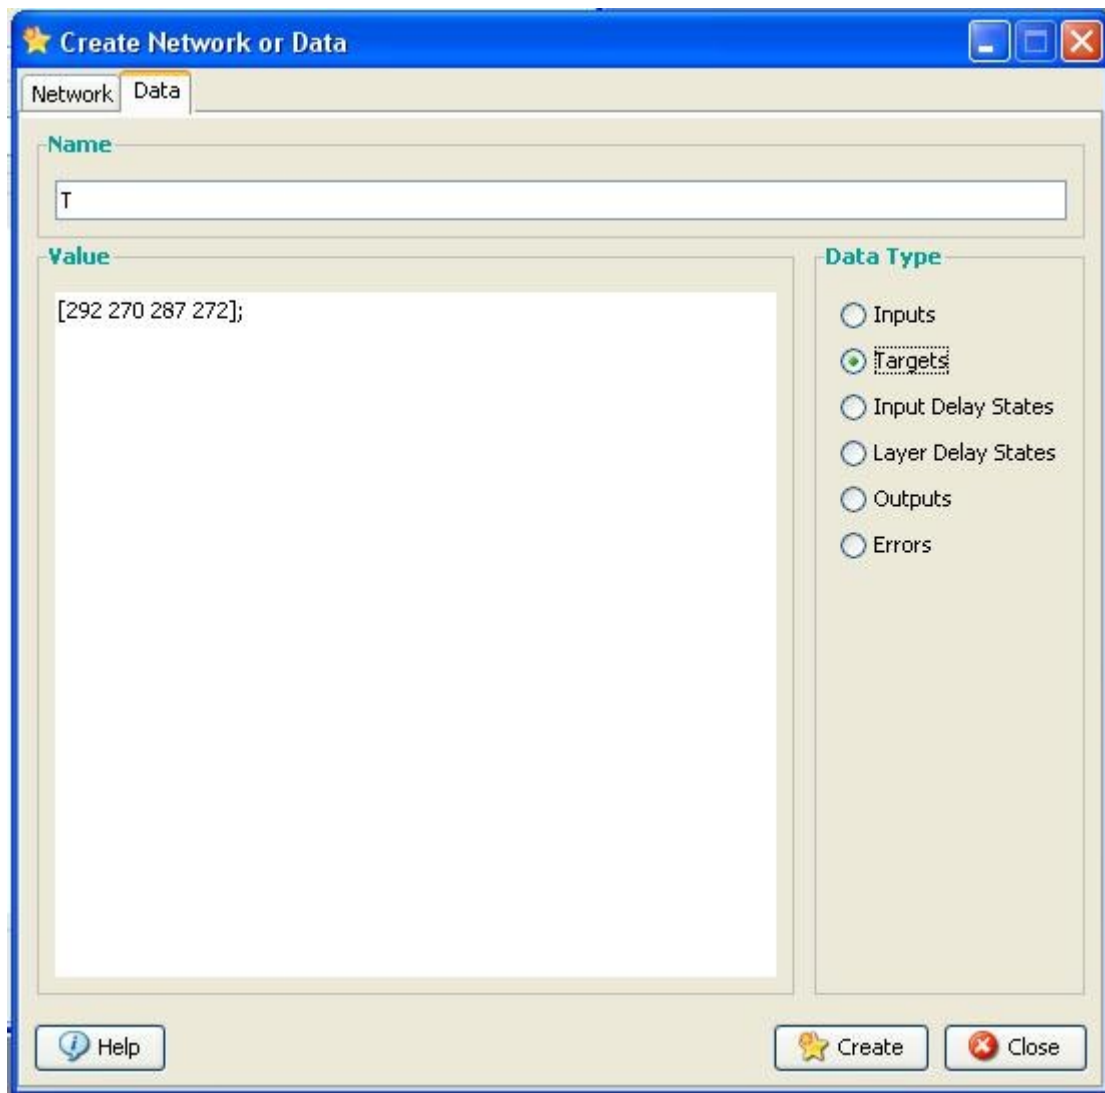 Create Network or Data
Network
Data
Name
T
Value
[292 270 287 272];
Data Type
Inputs
Targets
Input Delay States
Layer Delay States
Outputs
Errors
Help
Create
Close